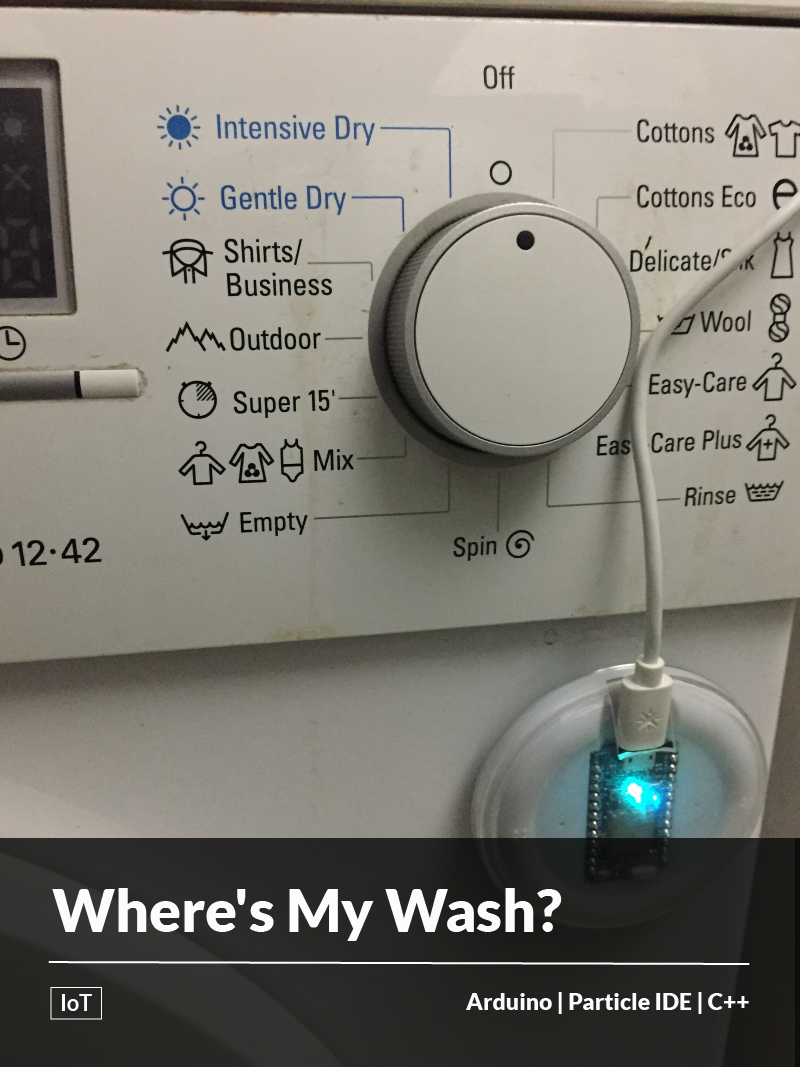 Off
Intensive Dry
Gentle Dry
Shirts/
Business
Outdoor
Super 15'
Mix
Empty
12·42
Spin
Cottons
Cottons Eco
Wool
Easy-Care
Care Plus
Rinse
Where's My Wash?
IoT
Arduino | Particle IDE | C++